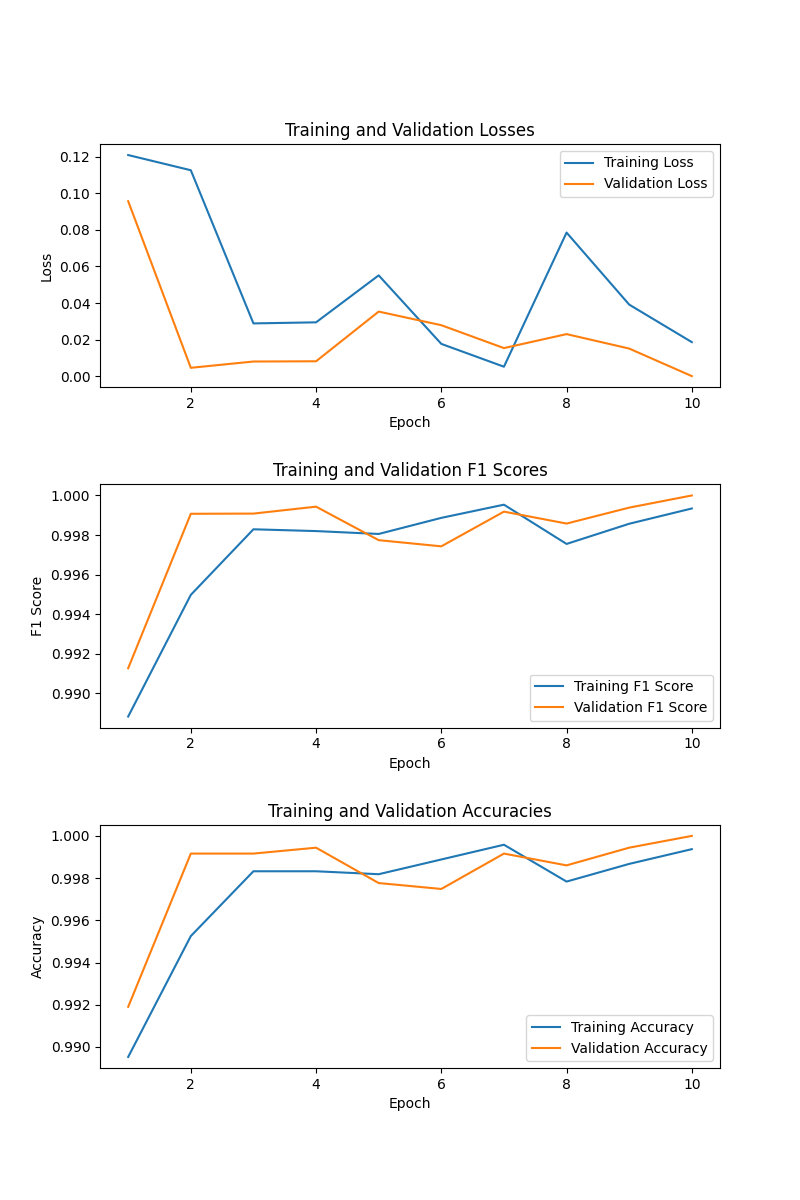 Training and Validation Losses
0.12
0.10
0.08
0.06
0.04
0.02
0.00
Loss
Training Loss
Validation Loss
2 4 6 8 10
Epoch
Training and Validation F1 Scores
1.000
0.998
0.996
0.994
0.992
0.990
F1 Score
Training F1 Score
Validation F1 Score
2 4 6 8 10
Epoch
Training and Validation Accuracies
1.000
0.998
0.996
0.994
0.992
0.990
Accuracy
Training Accuracy
Validation Accuracy
2 4 6 8 10
Epoch